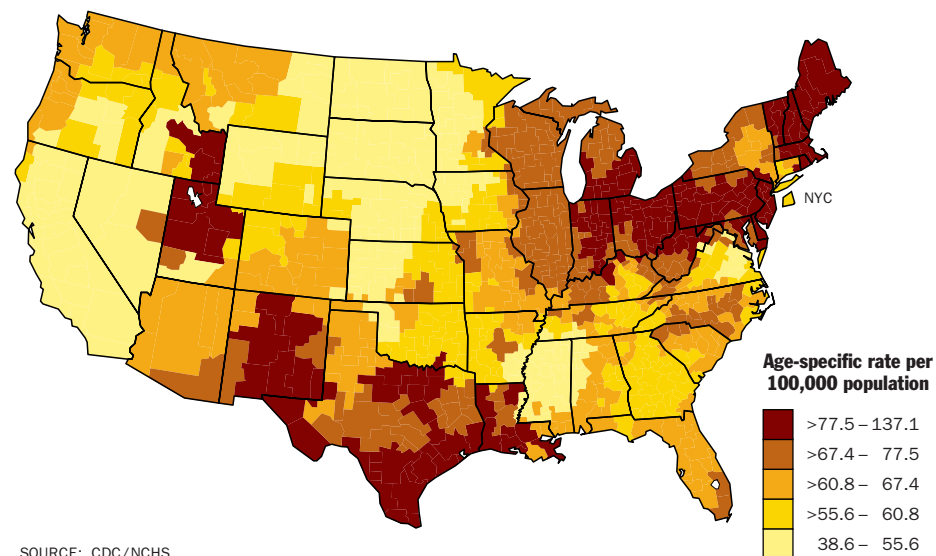 NYC
Age-specific rate per
100,000 population
>77.5 – 137.1
>67.4 – 77.5
>60.8 – 67.4
>55.6 – 60.8
38.6 – 55.6
SOURCE: CDC/NCHS